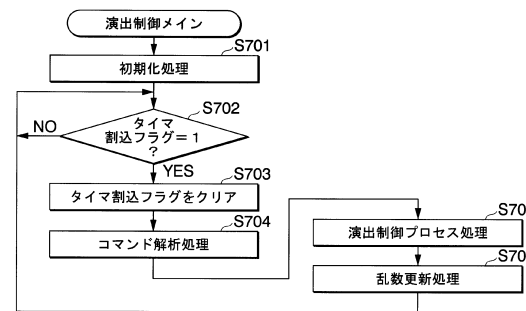 演出制御メイン
S701
初期化処理
S702
タイマ
割込フラグ=1
?
NO
YES
S703
タイマ割込フラグをクリア
S704
コマンド解析処理
S70
演出制御プロセス処理
S70
乱数更新処理